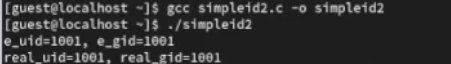 [guest@localhost ~]$ gcc simpleid2.c -o simpleid2
[guest@localhost ~]$ ./simpleid2
e_uid=1001, e_gid=1001
real_uid=1001, real_gid=1001